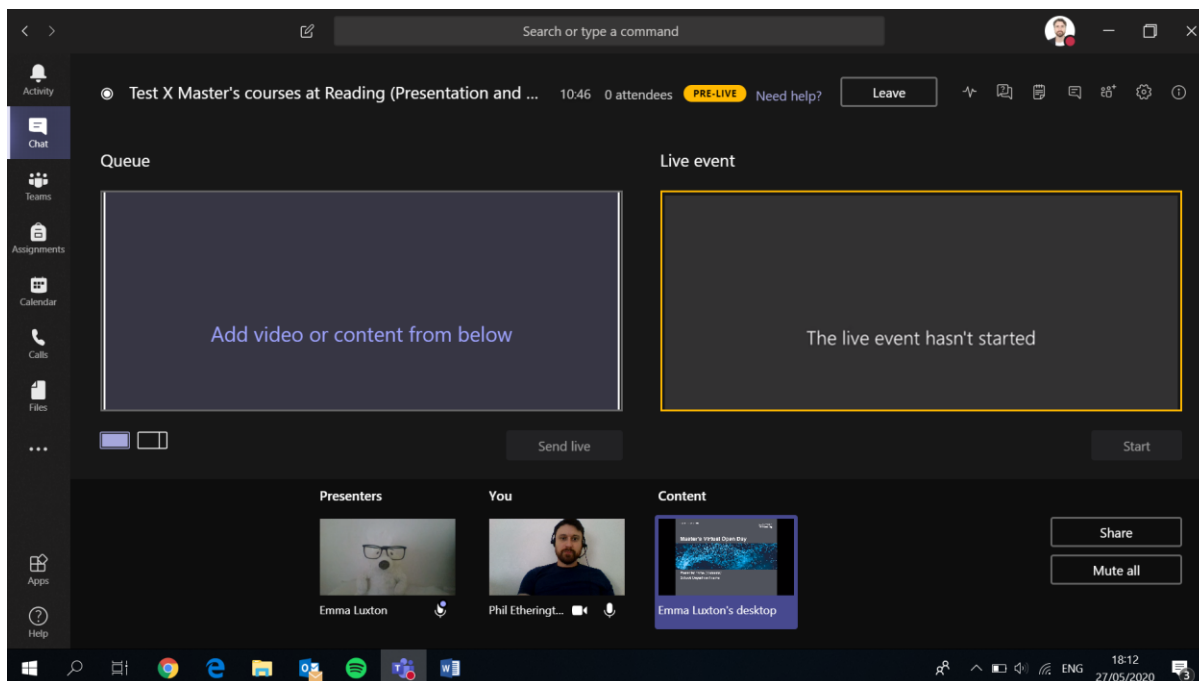 Search or type a command
Activity
Chat
Teams
Assignments
Calendar
Calls
Files
Apps
Help
Test X Master's courses at Reading (Presentation and ... 10:46 0 attendees PRE-LIVE Need help? Leave
Queue
Live event
Add video or content from below
The live event hasn't started
Send live
Start
Presenters
You
Content
Master's Virtual Open Day
Emma Luxton
Phil Etheringt...
Emma Luxton's desktop
Share
Mute all
ENG
18:12
27/05/2020
3